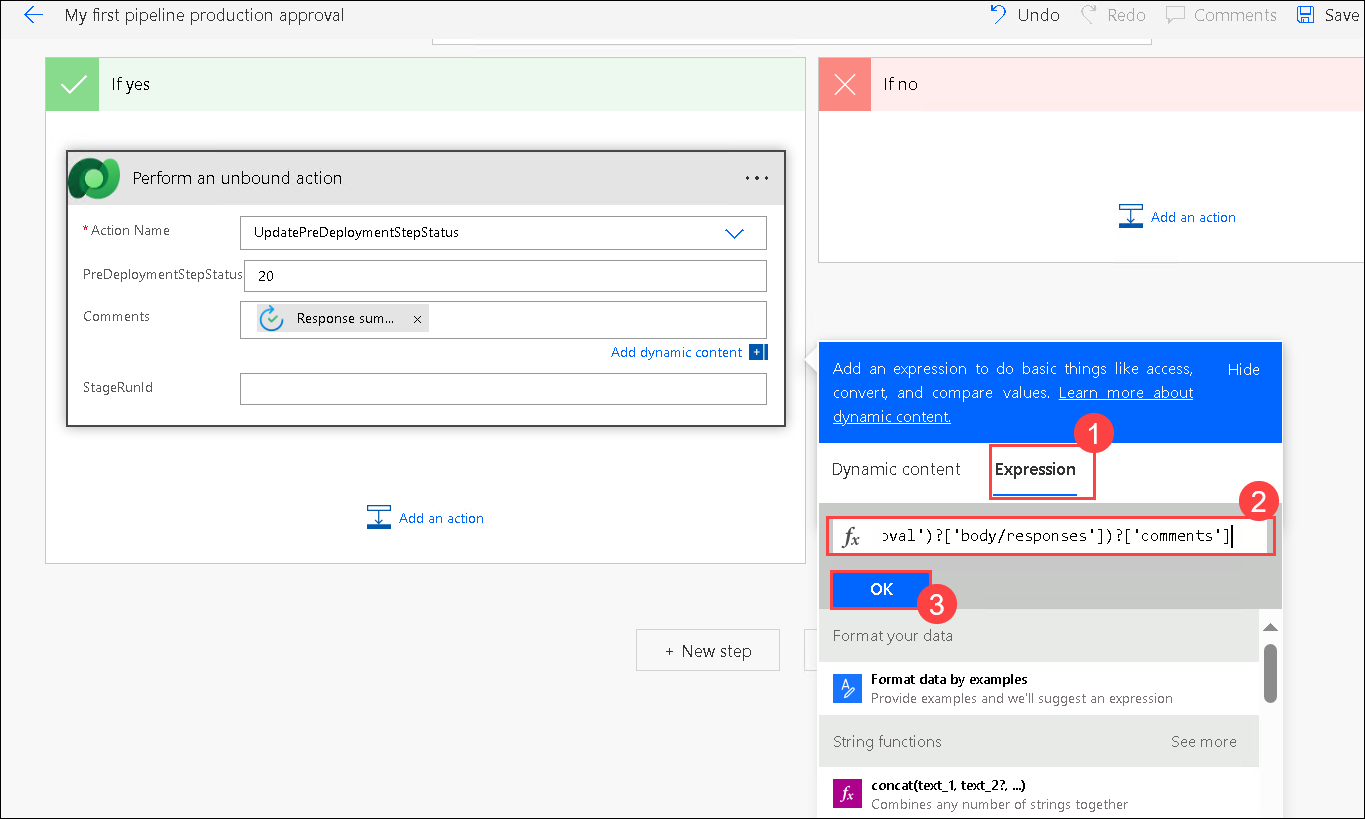 My first pipeline production approval
Undo
Redo
Comments
Save
If yes
If no
Perform an unbound action
* Action Name
UpdatePreDeploymentStepStatus
PreDeploymentStepStatus
20
Comments
Response sum...
×
Add dynamic content
+
StageRunId
Add an action
Add an action
Add an expression to do basic things like access,
convert, and compare values. Learn more about
dynamic content.
Hide
1
Dynamic content
Expression
2
fx
oval')?['body/responses'])?['comments']
OK
3
+ New step
Format your data
Format data by examples
Provide examples and we'll suggest an expression
String functions
See more
fx
concat(text_1, text_2?, ...)
Combines any number of strings together